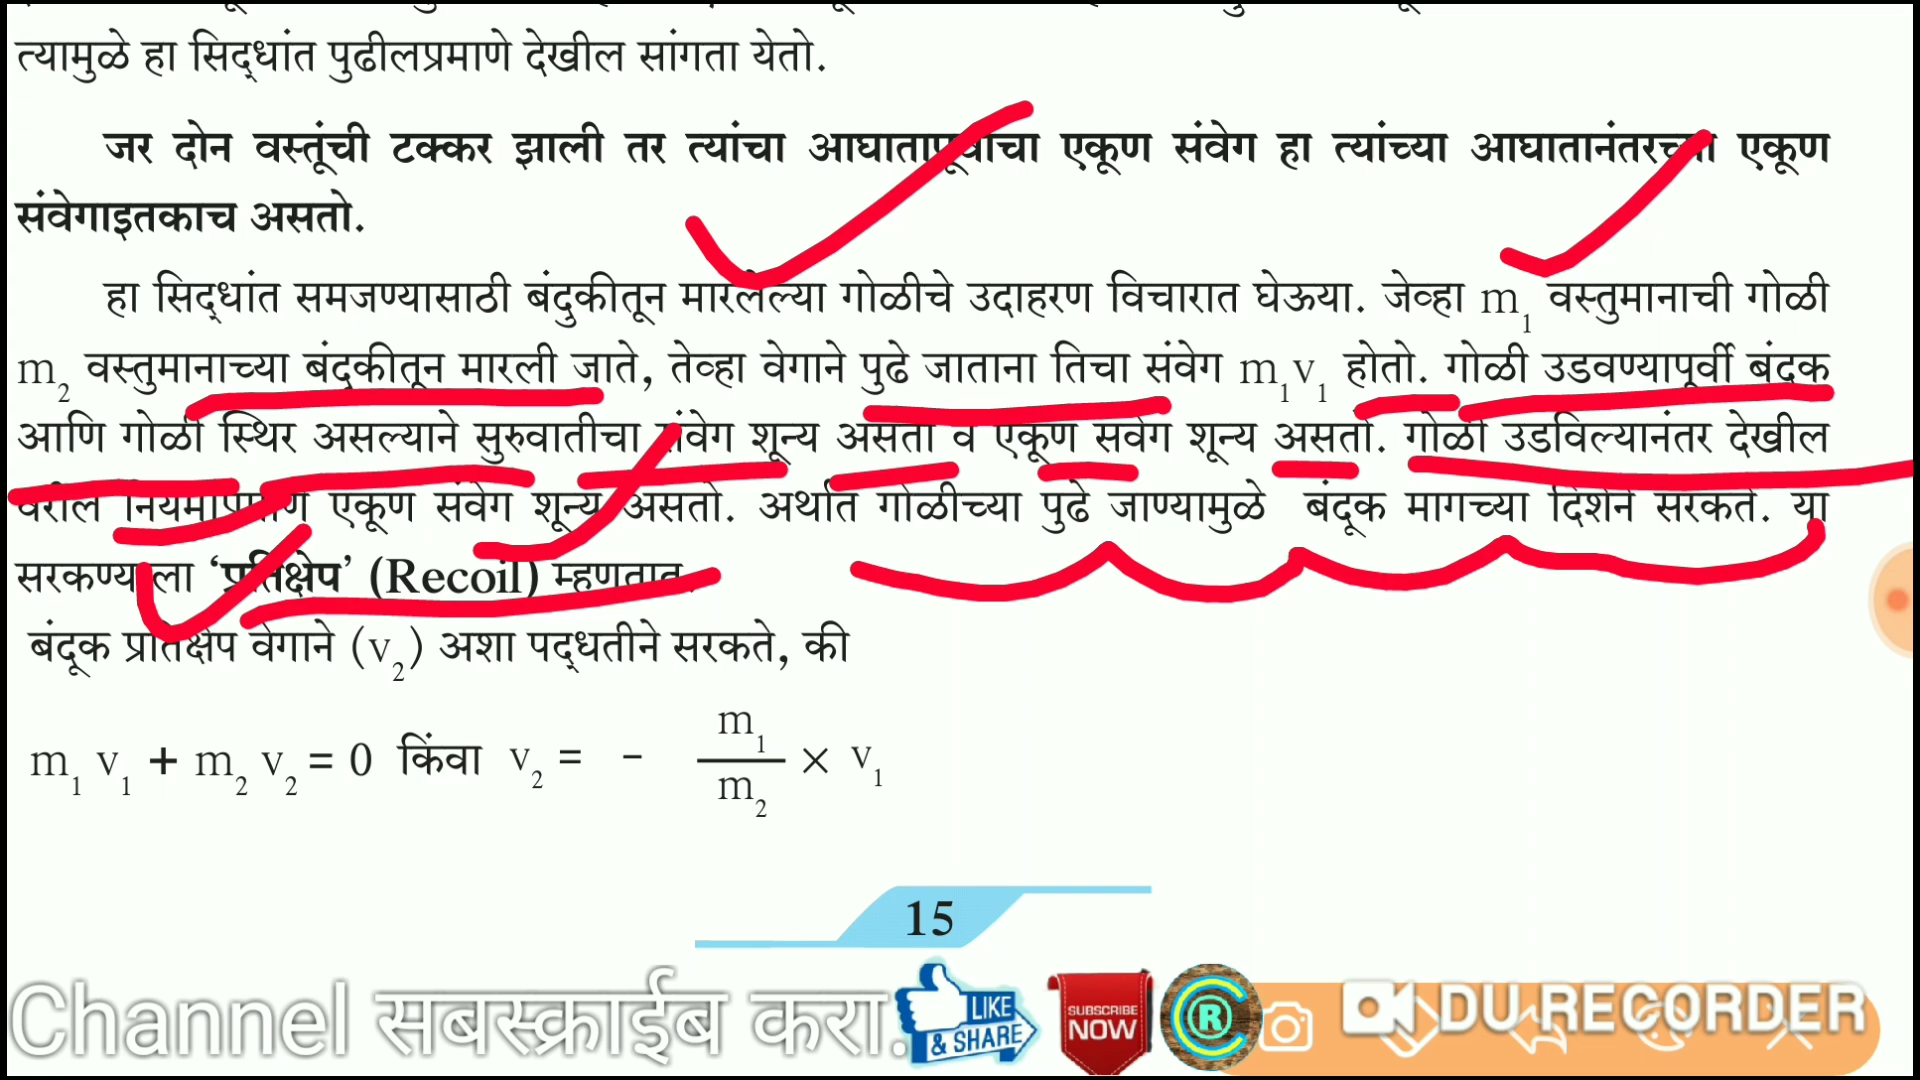 त्यामुळे हा सिद्धांत पुढीलप्रमाणे देखील सांगता येतो.
जर दोन वस्तूंची टक्कर झाली तर त्यांचा आघातापूर्वीचा एकूण संवेग हा त्यांच्या आघातानंतरच्या एकूण
संवेगाइतकाच असतो.
हा सिद्धांत समजण्यासाठी बंदुकीतून मारलेल्या गोळीचे उदाहरण विचारात घेऊया. जेव्हा m₁ वस्तुमानाची गोळी
m₂ वस्तुमानाच्या बंदुकीतून मारली जाते, तेव्हा वेगाने पुढे जाताना तिचा संवेग m₁v₁ होतो. गोळी उडवण्यापूर्वी बंदूक
आणि गोळी स्थिर असल्याने सुरुवातीचा संवेग शून्य असतो व एकूण संवेग शून्य असतो. गोळी उडविल्यानंतर देखील
वरील नियमाप्रमाणे एकूण संवेग शून्य असतो. अर्थात गोळीच्या पुढे जाण्यामुळे बंदूक मागच्या दिशेने सरकते. या
सरकण्याला ‘प्रतिक्षेप’ (Recoil) म्हणतात.
बंदूक प्रतिक्षेप वेगाने (v₂) अशा पद्धतीने सरकते, की
m₁ v₁ + m₂ v₂ = 0 किंवा v₂ = - m₁/m₂ × v₁
15
Channel सबस्क्राईब करा.
LIKE & SHARE
SUBSCRIBE NOW
R
DU RECORDER